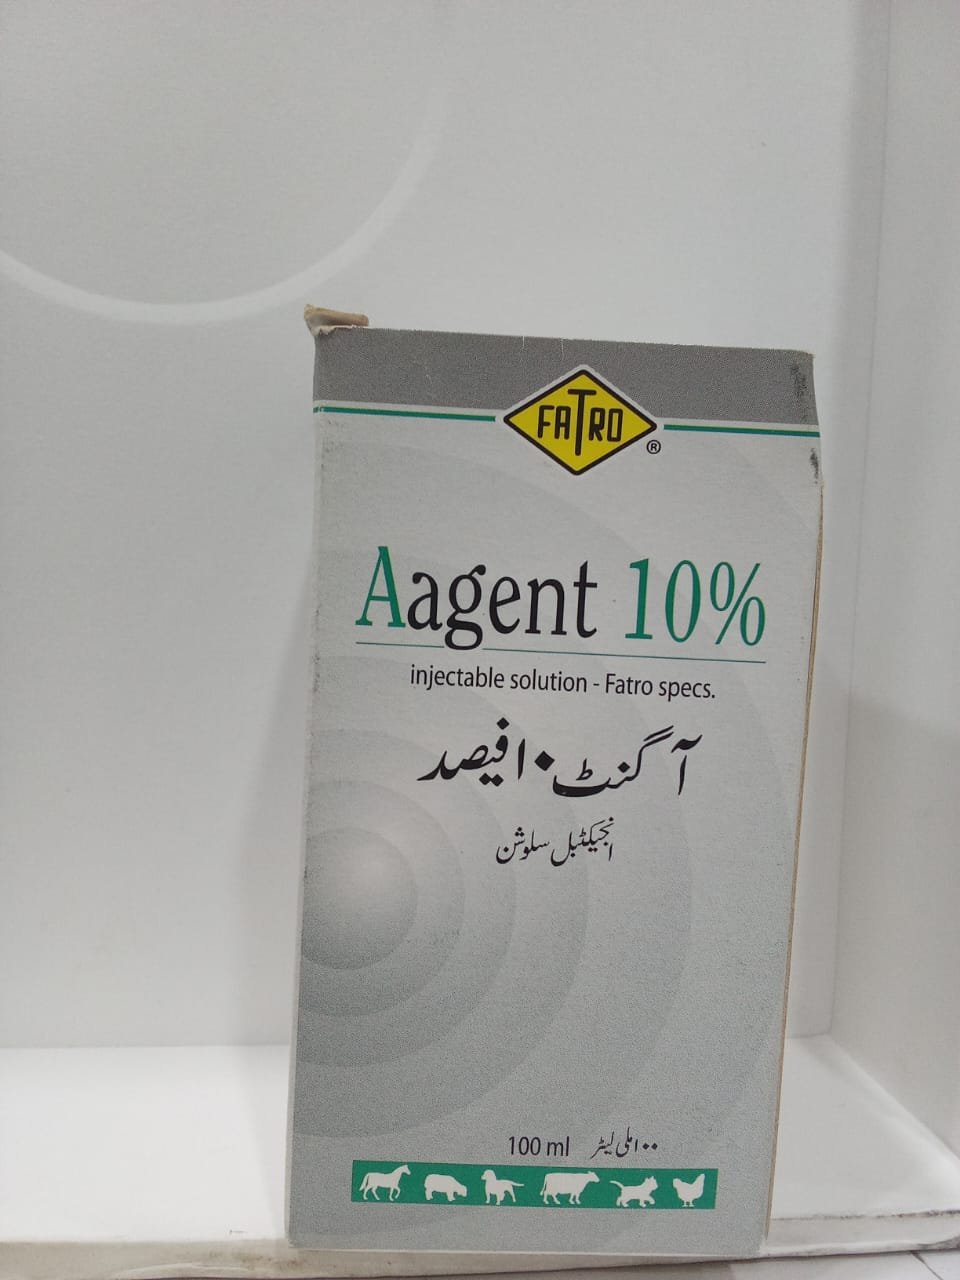 FATRO ®
Aagent 10%
injectable solution - Fatro specs.
آگنٹ ۱۰ فیصد
انجیکٹبل سلوشن
100 ml ۱۰۰ ملی لیٹر